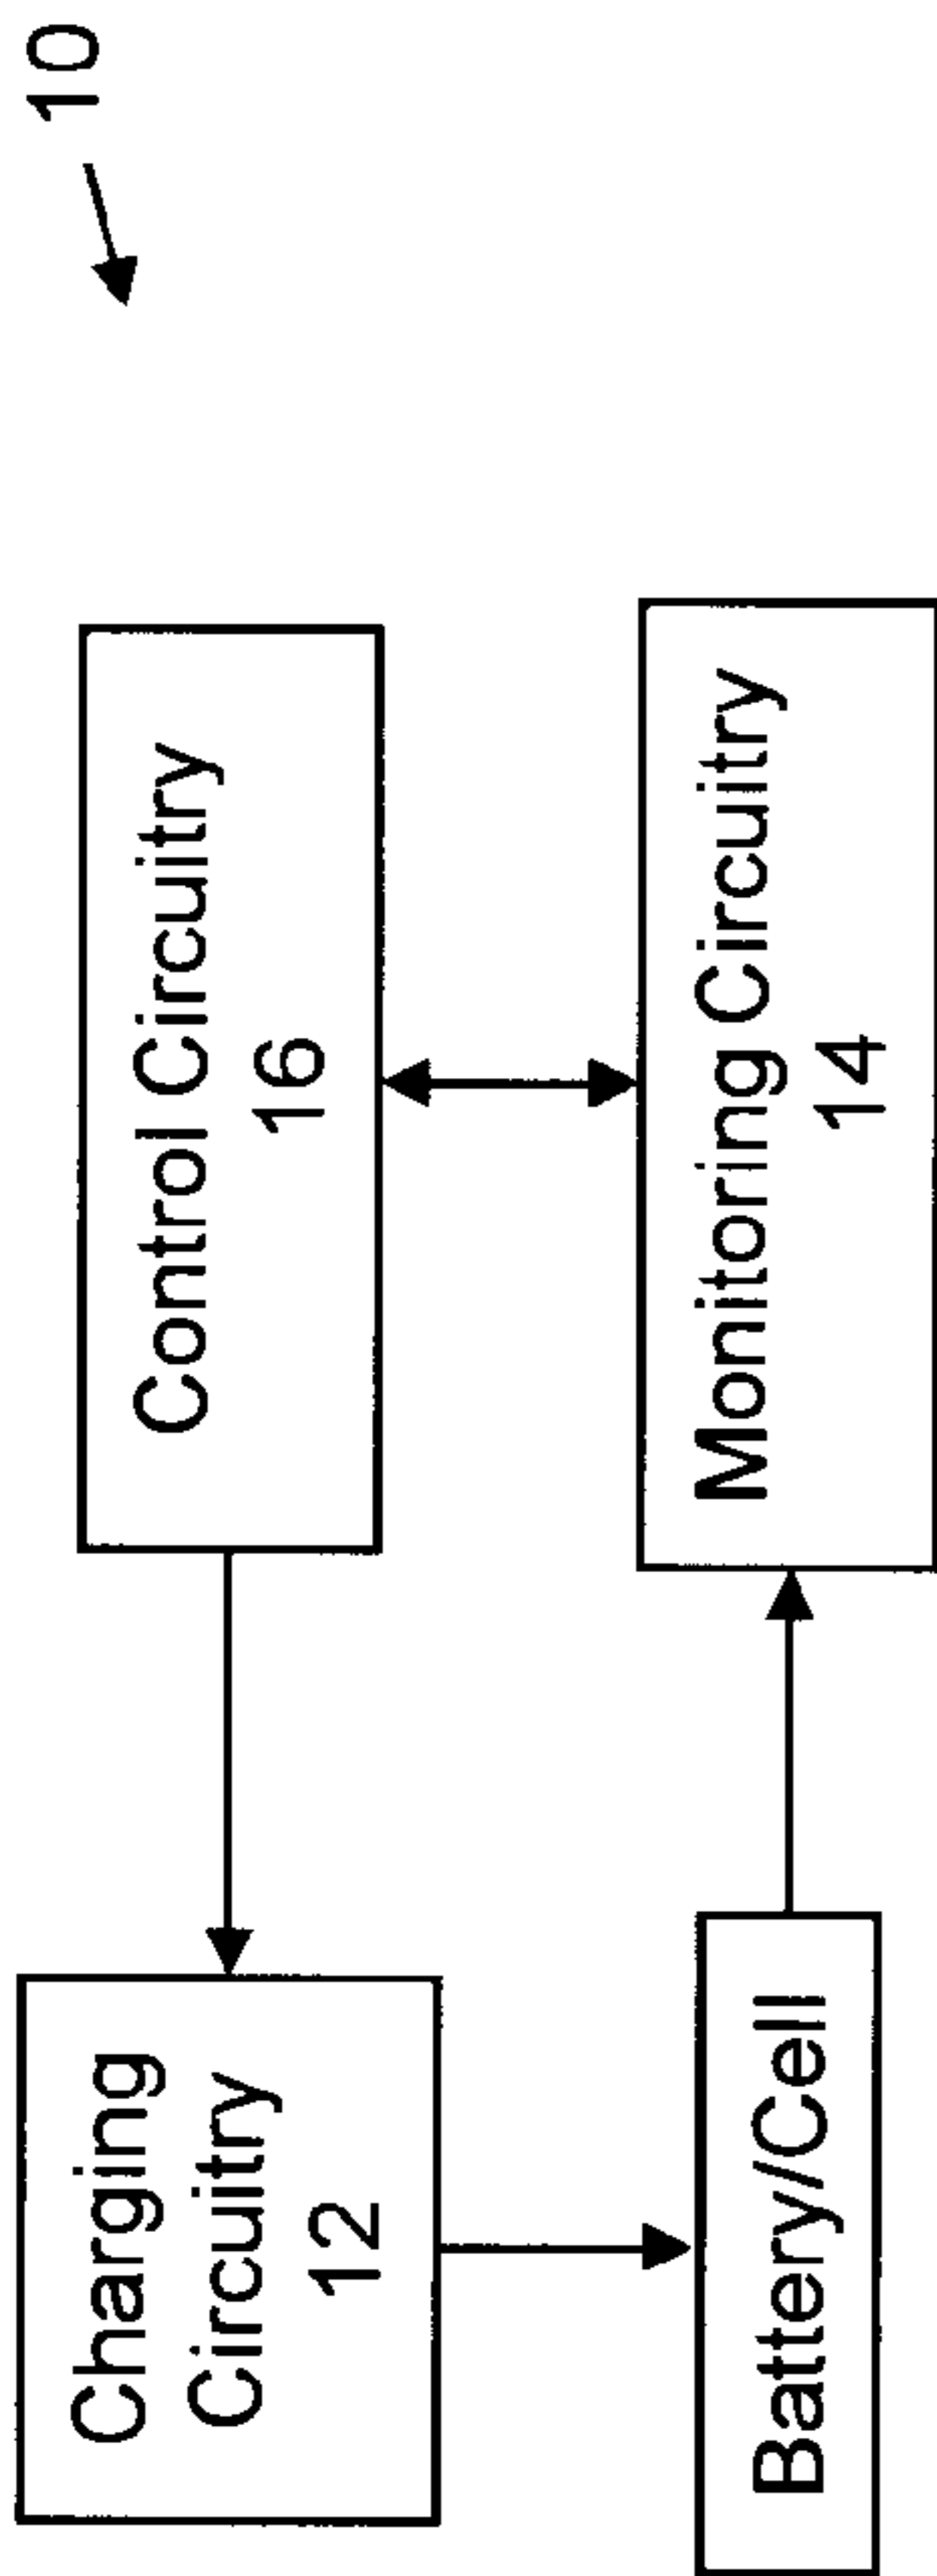 10
Charging
Circuitry
12
Control Circuitry
16
Battery/Cell
Monitoring Circuitry
14